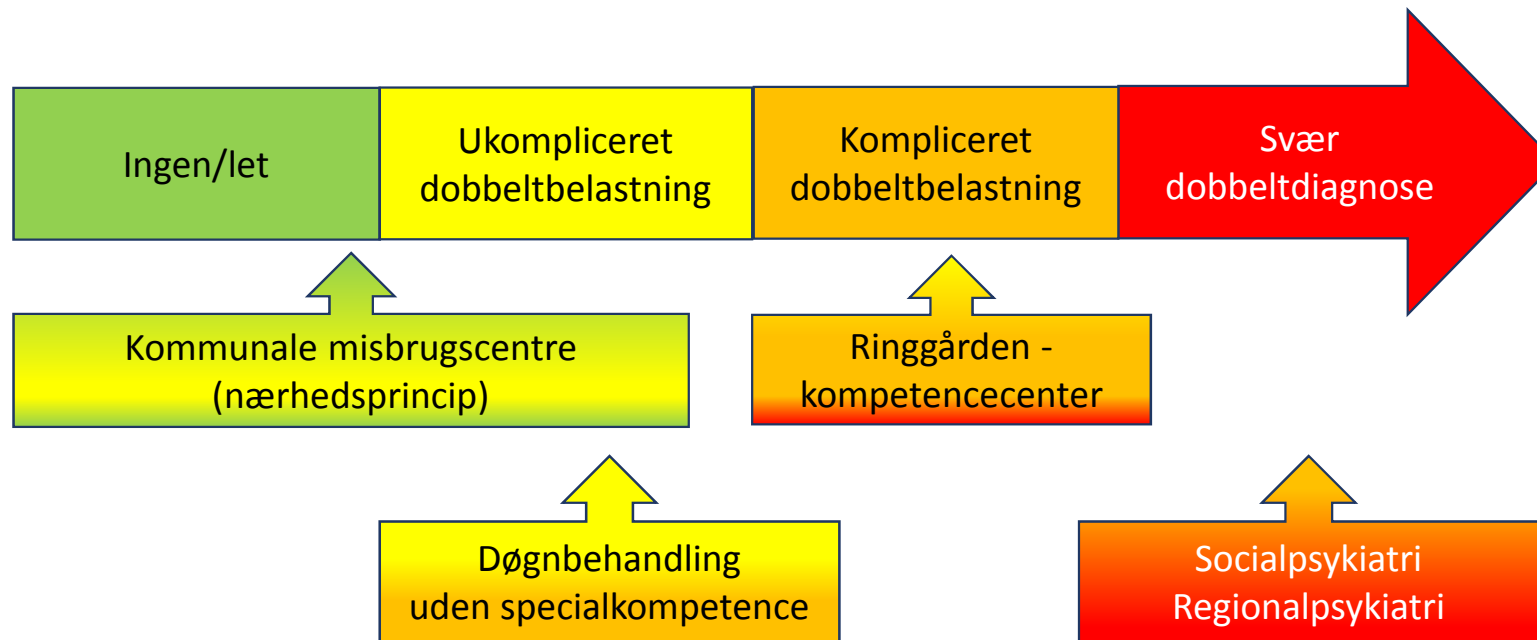 Ingen/let
Ukompliceret
dobbeltbelastning
Kompliceret
dobbeltbelastning
Svær
dobbeltdiagnose
Kommunale misbrugscentre
(nærhedsprincip)
Ringgården -
kompetencecenter
Døgnbehandling
uden specialkompetence
Socialpsykiatri
Regionalpsykiatri